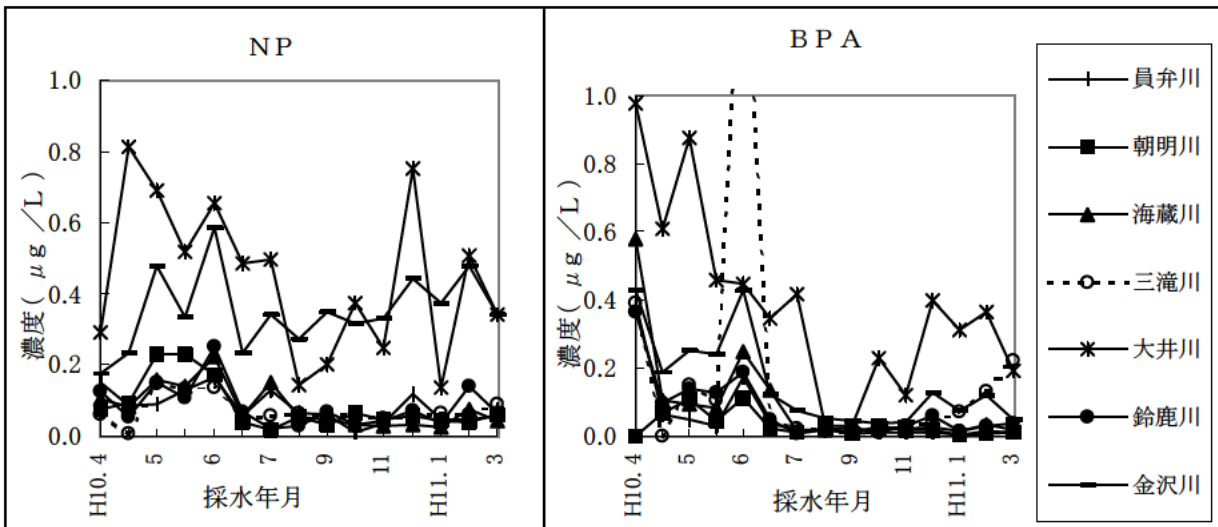 NP
1.0
0.8
0.6
0.4
0.2
0.0
濃度(μg/L)
H10.4
5
6
7
9
11
H11.1
3
採水年月
BPA
1.0
0.8
0.6
0.4
0.2
0.0
濃度(μg/L)
H10.4
5
6
7
9
11
H11.1
3
採水年月
員弁川
朝明川
海蔵川
三滝川
大井川
鈴鹿川
金沢川